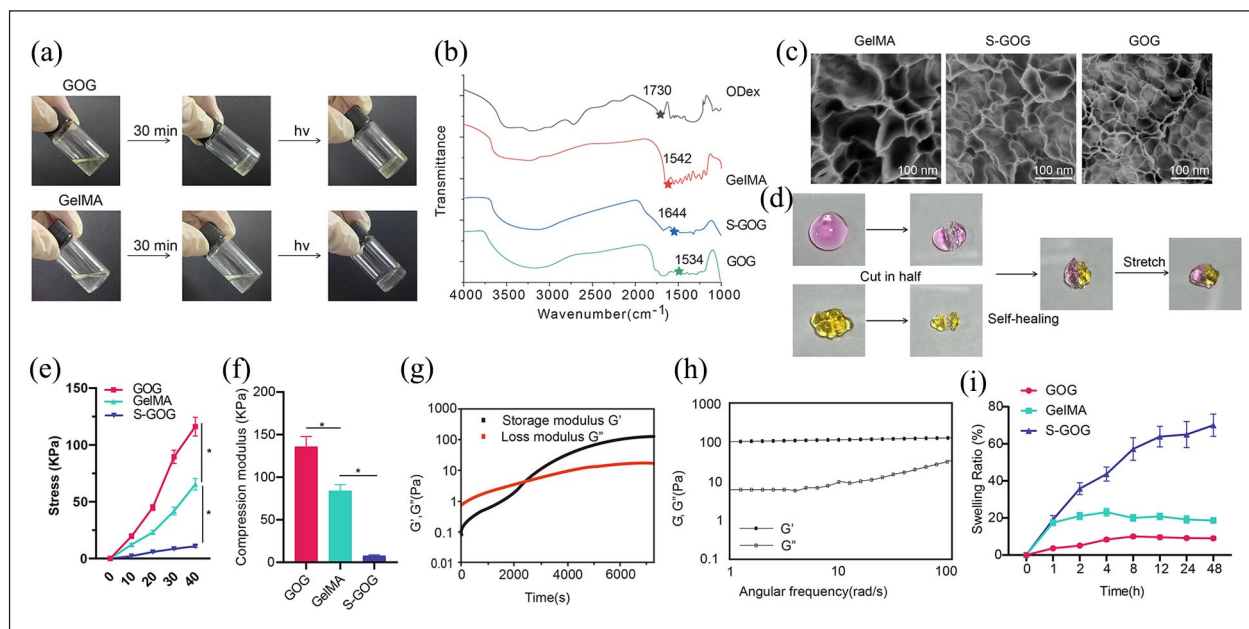 (a)
GOG
30 min
hv
GelMA
30 min
hv
(b)
Transmittance
1730
ODex
1542
GelMA
1644
S-GOG
1534
GOG
4000 3500 3000 2500 2000 1500 1000
Wavenumber(cm⁻¹)
(c)
GelMA
S-GOG
GOG
100 nm
100 nm
100 nm
(d)
Cut in half
Self-healing
Stretch
(e)
GOG
GelMA
S-GOG
Stress (KPa)
150
100
50
0
0 10 20 30 40
*
*
(f)
Compression modulus (KPa)
200
150
100
50
0
*
*
GOG
GelMA
S-GOG
(g)
G',G"(Pa)
1000
100
10
1
0.1
0.01
Storage modulus G'
Loss modulus G"
0 2000 4000 6000
Time(s)
(h)
G', G"(Pa)
1000
100
10
1
0.1
G'
G"
1 10 100
Angular frequency(rad/s)
(i)
GOG
GelMA
S-GOG
Swelling Ratio (%)
80
60
40
20
0
0 1 2 4 8 12 24 48
Time(h)